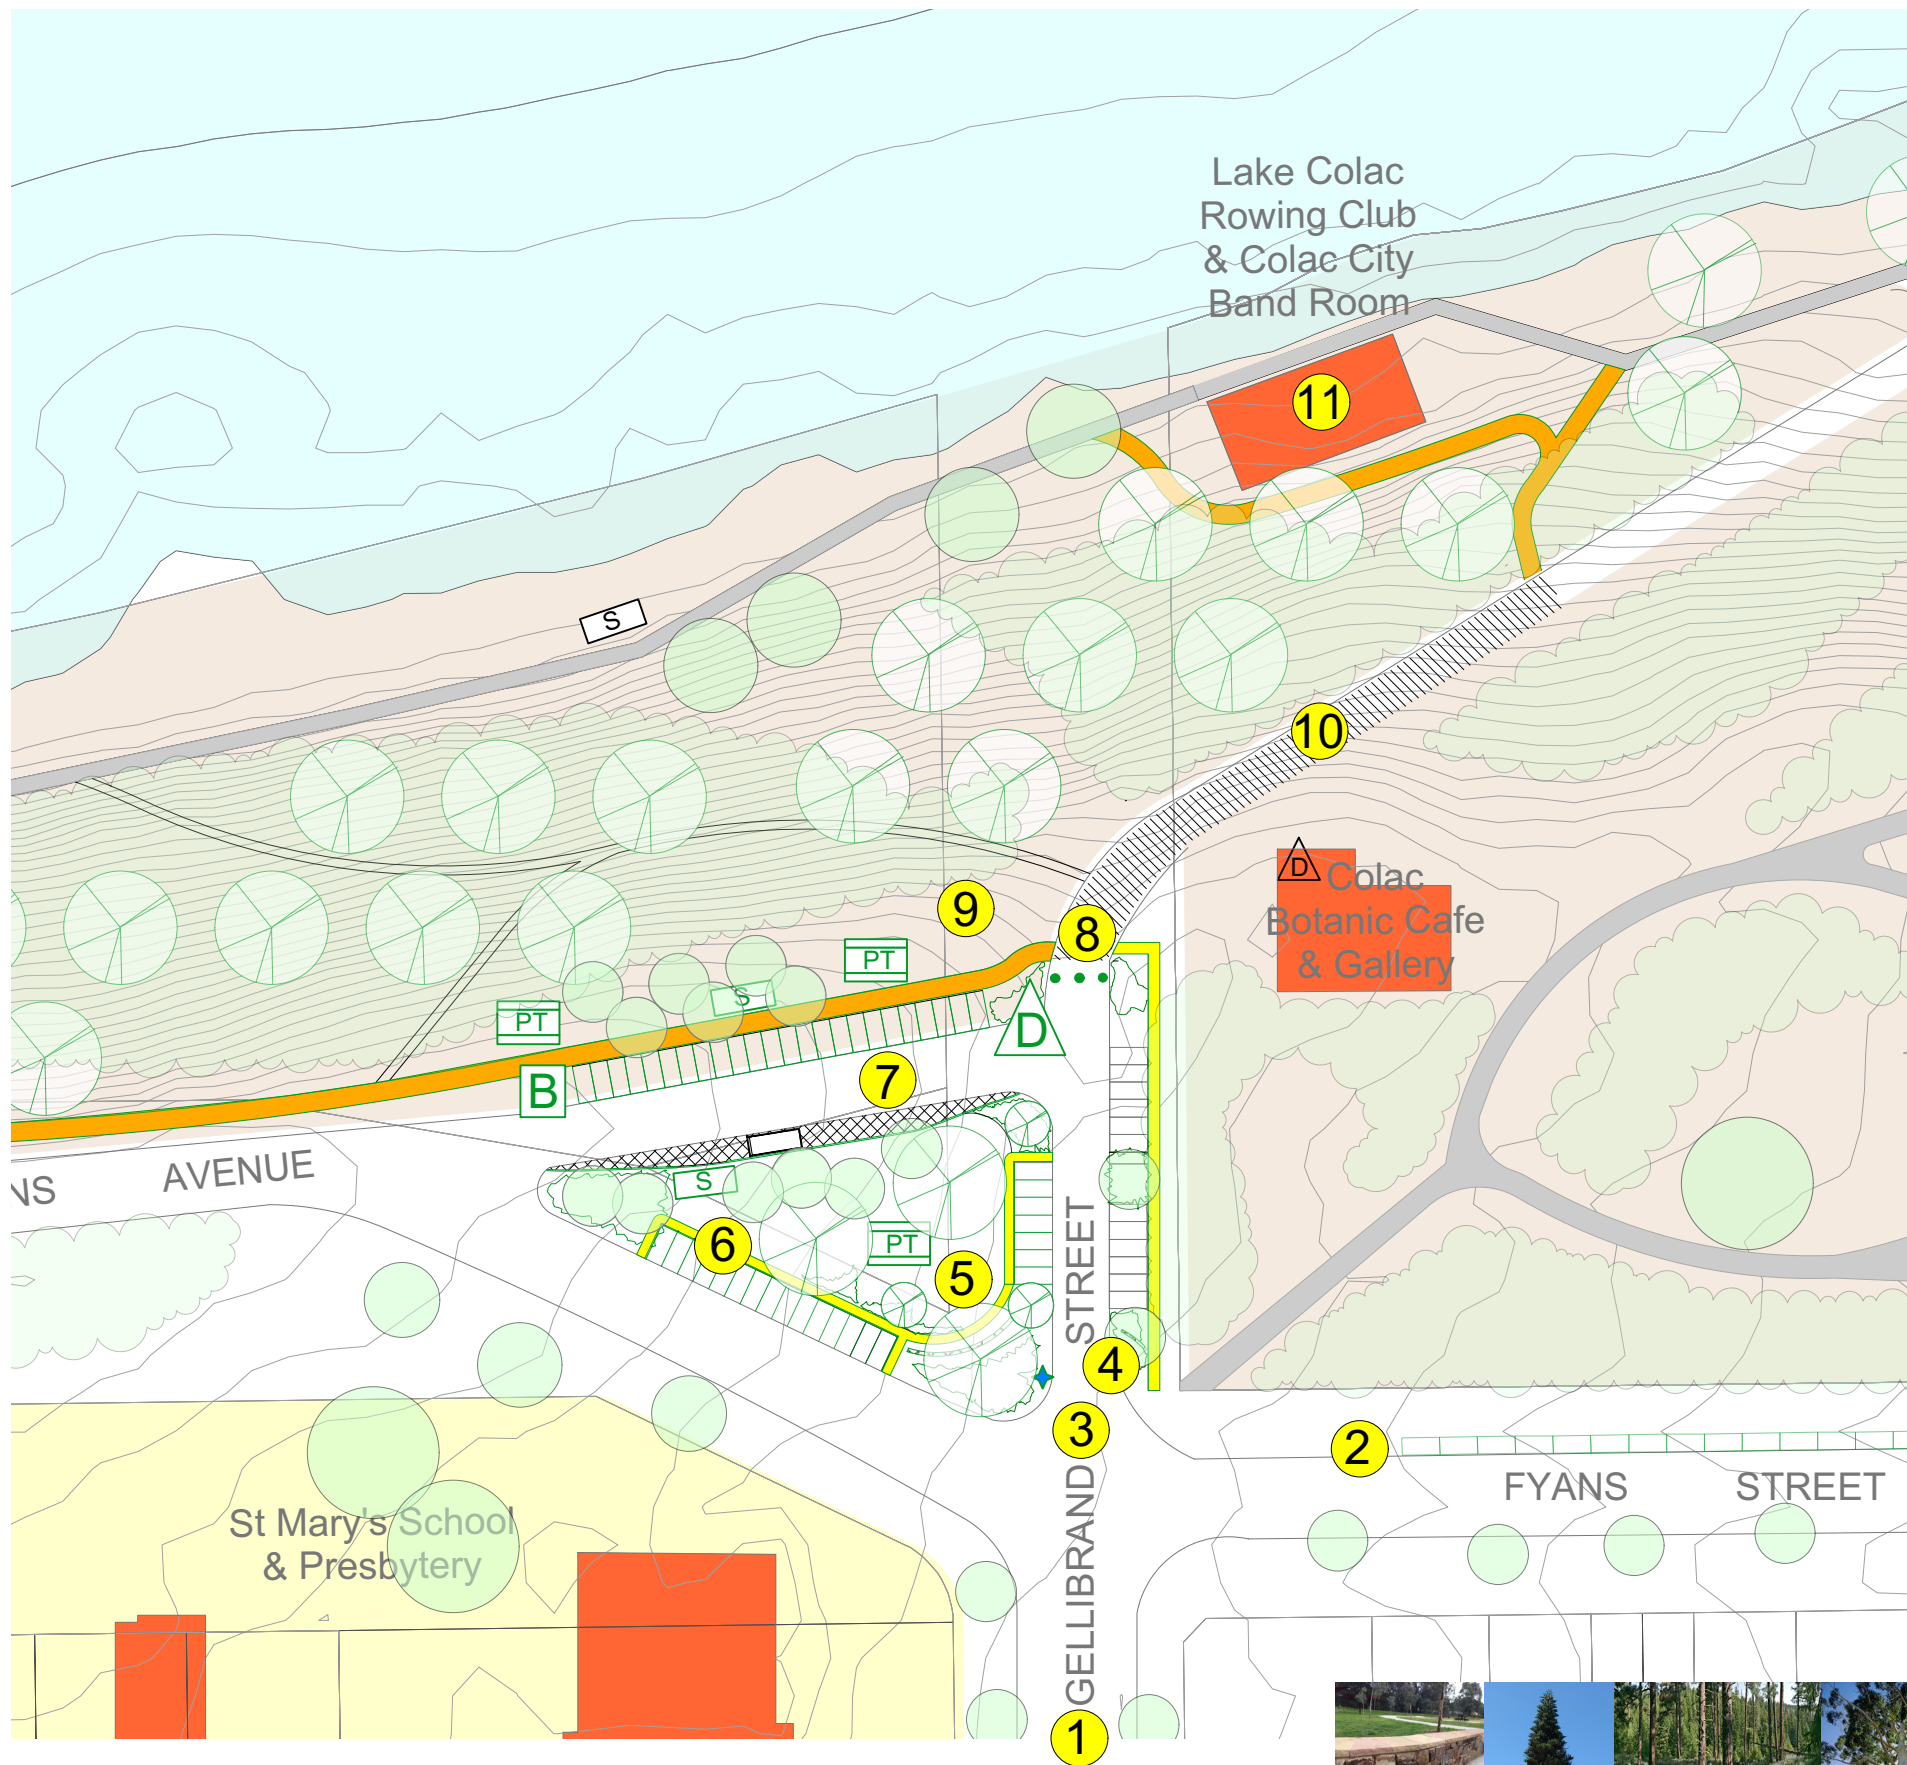 Lake Colac
Rowing Club
& Colac City
Band Room
11
S
10
D
Colac
Botanic Cafe
& Gallery
9
8
PT
S
PT
D
B
7
NS AVENUE
S
6
PT
5
STREET
4
3
2
FYANS STREET
GELLIBRAND
St Mary's School
& Presbytery
1